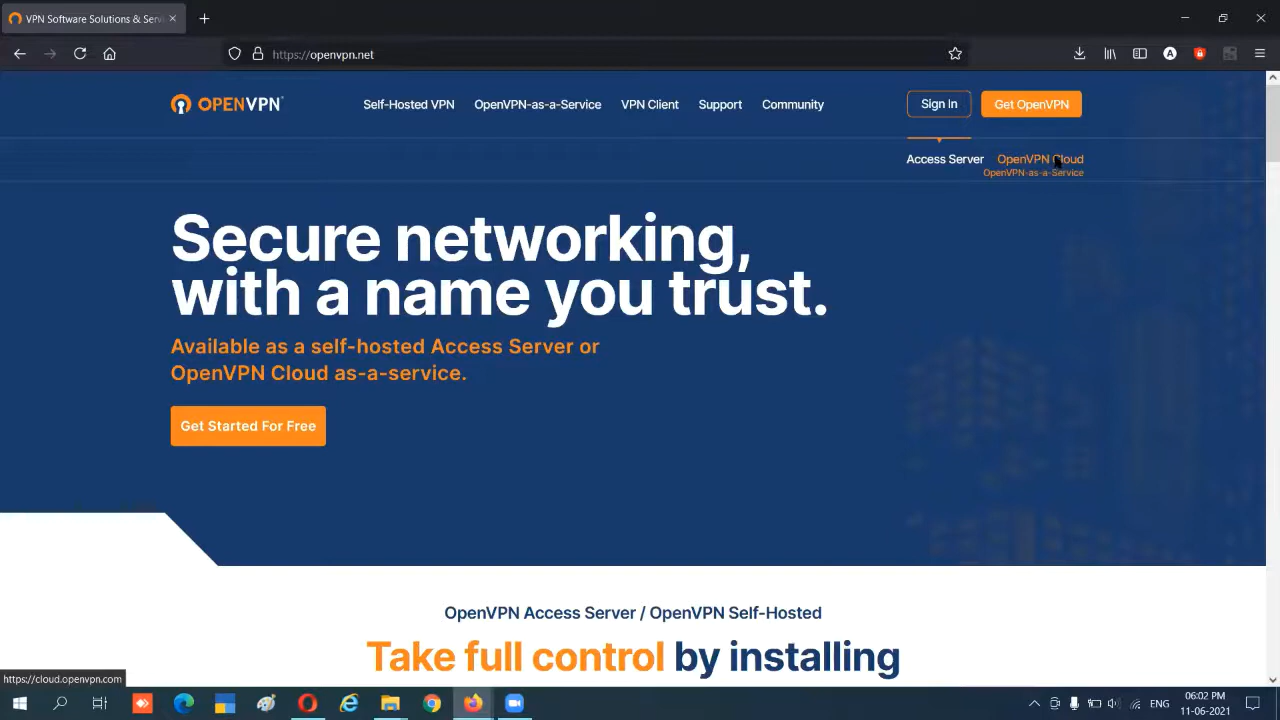 VPN Software Solutions & Servi
https://openvpn.net
OPENVPN
Self-Hosted VPN
OpenVPN-as-a-Service
VPN Client
Support
Community
Sign In
Get OpenVPN
Access Server
OpenVPN Cloud
OpenVPN-as-a-Service
Secure networking,
with a name you trust.
Available as a self-hosted Access Server or
OpenVPN Cloud as-a-service.
Get Started For Free
OpenVPN Access Server / OpenVPN Self-Hosted
Take full control by installing
https://cloud.openvpn.com
ENG
06:02 PM
11-06-2021